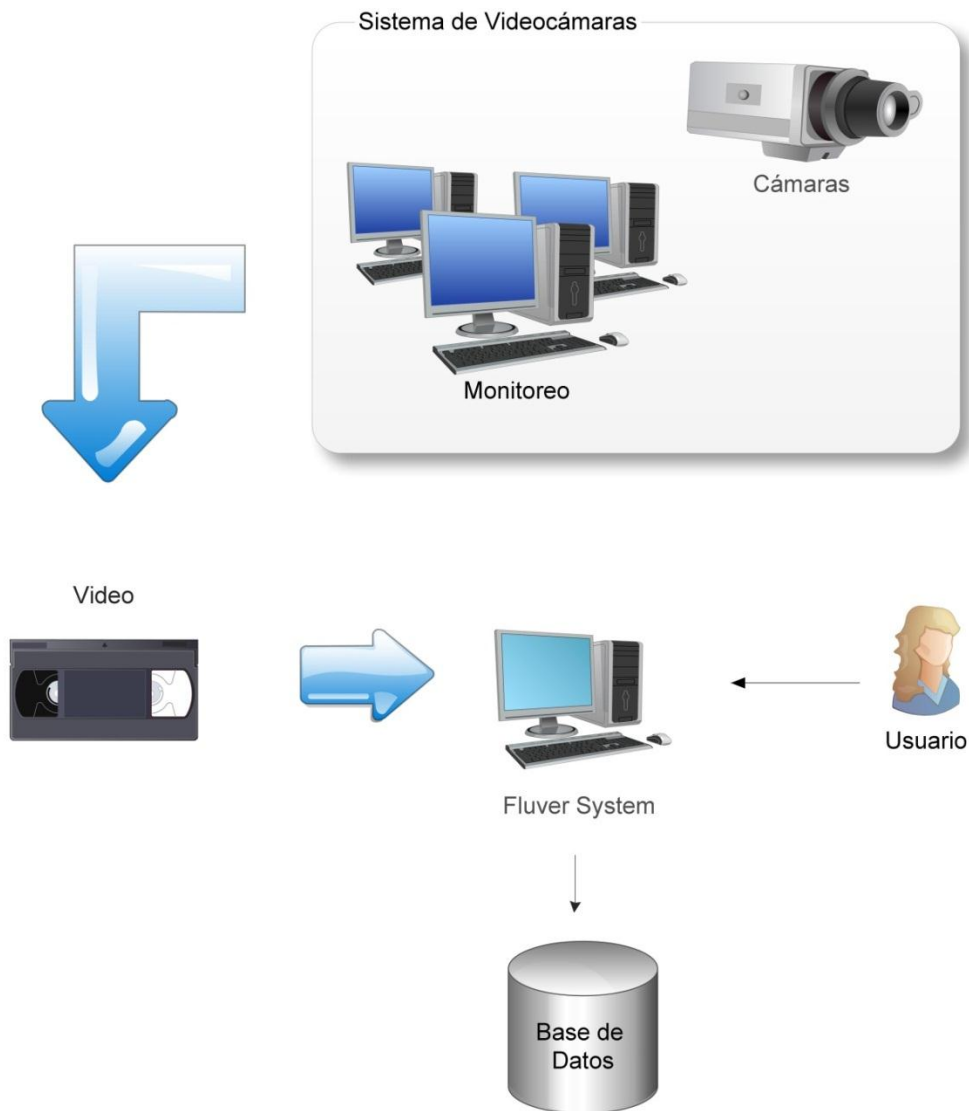 Sistema de Videocámaras
Cámaras
Monitoreo
Video
Usuario
Fluver System
Base de
Datos